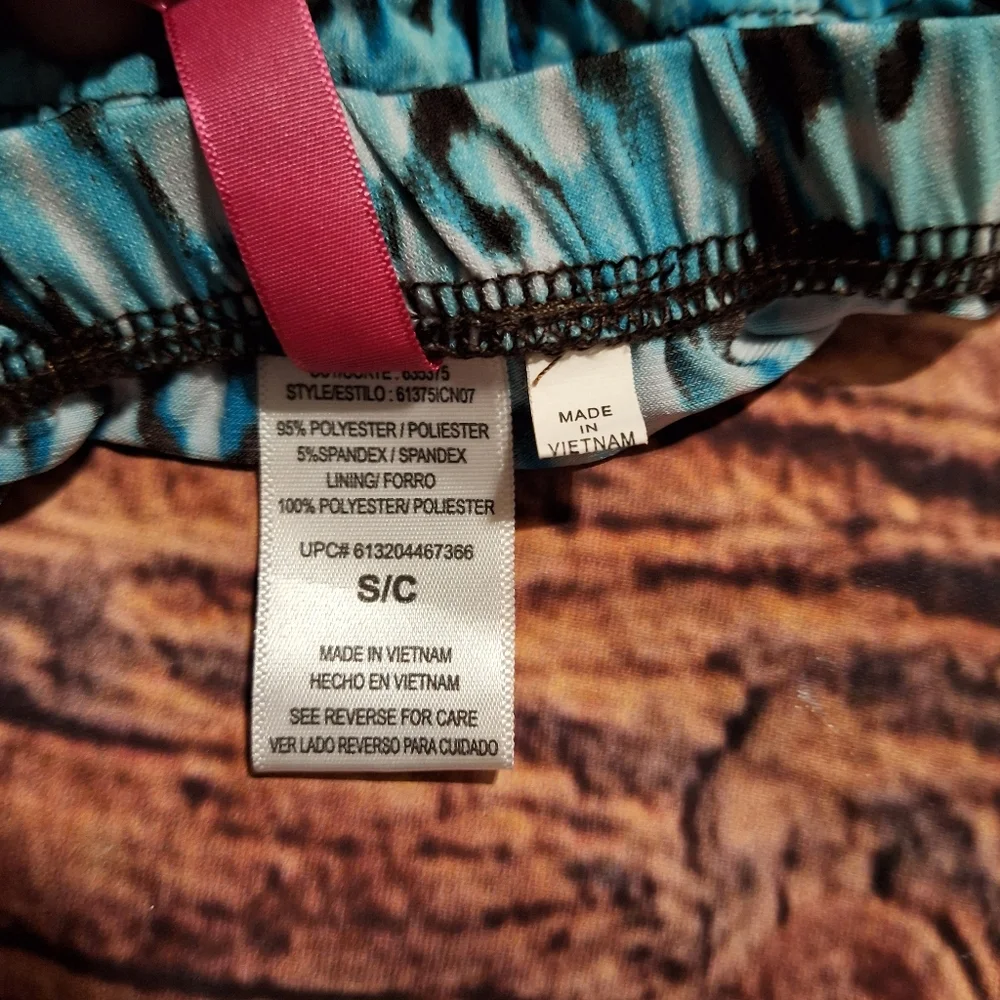 635375
STYLE/ESTILO : 61375ICN07
95% POLYESTER / POLIESTER
5%SPANDEX / SPANDEX
LINING/ FORRO
100% POLYESTER/ POLIESTER
UPC# 613204467366
S/C
MADE IN VIETNAM
HECHO EN VIETNAM
SEE REVERSE FOR CARE
VER LADO REVERSO PARA CUIDADO
MADE
IN
VIETNAM